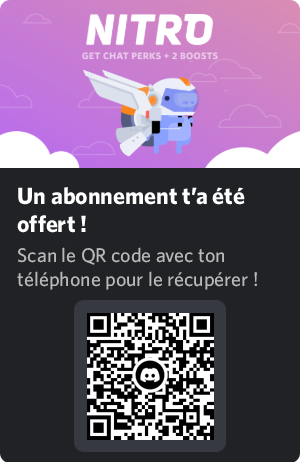 NITRO
GET CHAT PERKS + 2 BOOSTS
Un abonnement t’a été
offert !
Scan le QR code avec ton
téléphone pour le récupérer !